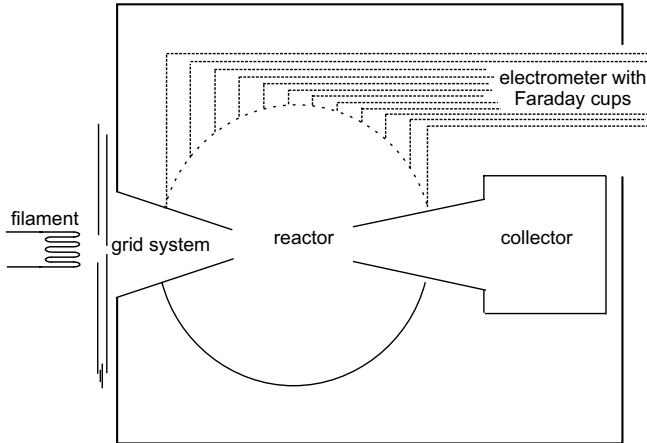 electrometer with
Faraday cups
filament
grid system
reactor
collector